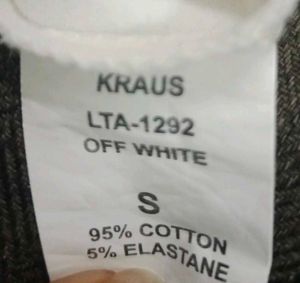 KRAUS
LTA-1292
OFF WHITE
S
95% COTTON
5% ELASTANE